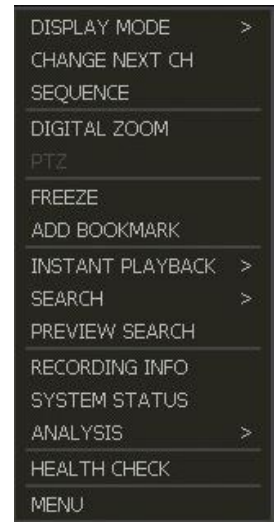 DISPLAY MODE >
CHANGE NEXT CH
SEQUENCE
DIGITAL ZOOM
PTZ
FREEZE
ADD BOOKMARK
INSTANT PLAYBACK >
SEARCH >
PREVIEW SEARCH
RECORDING INFO
SYSTEM STATUS
ANALYSIS >
HEALTH CHECK
MENU